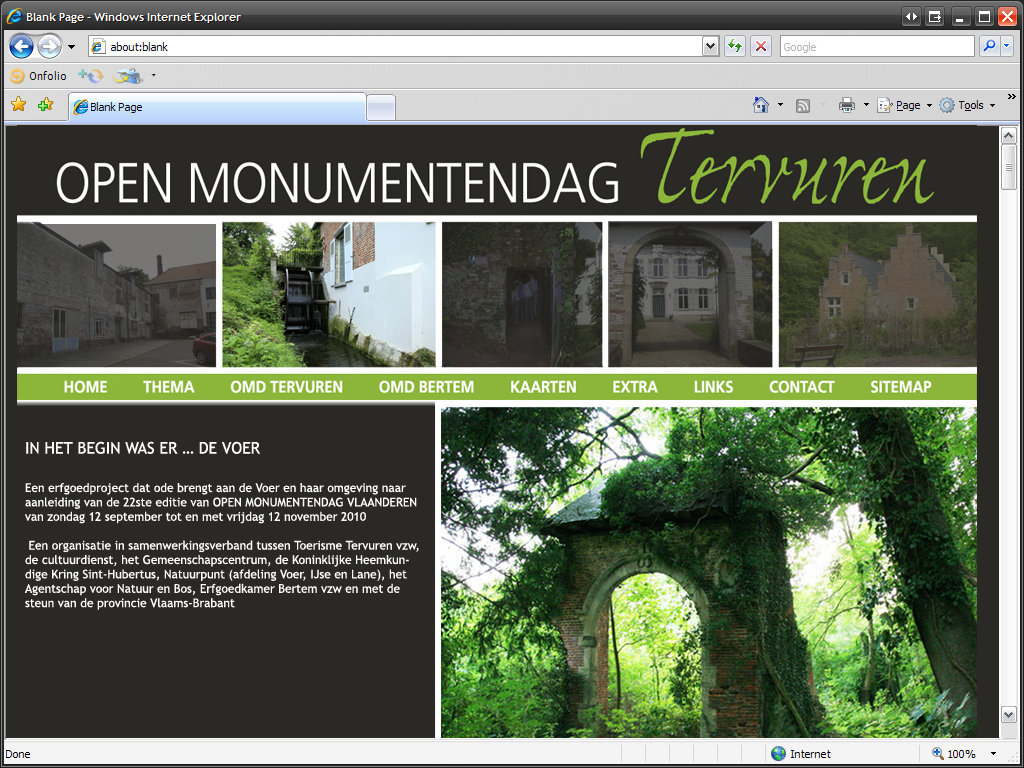 Blank Page - Windows Internet Explorer
about:blank
Google
Onfolio
Blank Page
Page
Tools
OPEN MONUMENTENDAG Tervuren
HOME THEMA OMD TERVUREN OMD BERTEM KAARTEN EXTRA LINKS CONTACT SITEMAP
IN HET BEGIN WAS ER ... DE VOER
Een erfgoedproject dat ode brengt aan de Voer en haar omgeving naar
aanleiding van de 22ste editie van OPEN MONUMENTENDAG VLAANDEREN
van zondag 12 september tot en met vrijdag 12 november 2010
Een organisatie in samenwerkingsverband tussen Toerisme Tervuren vzw,
de cultuurdienst, het Gemeenschapscentrum, de Koninklijke Heemkun-
dige Kring Sint-Hubertus, Natuurpunt (afdeling Voer, IJse en Lane), het
Agentschap voor Natuur en Bos, Erfgoedkamer Bertem vzw en met de
steun van de provincie Vlaams-Brabant
Done
Internet
100%